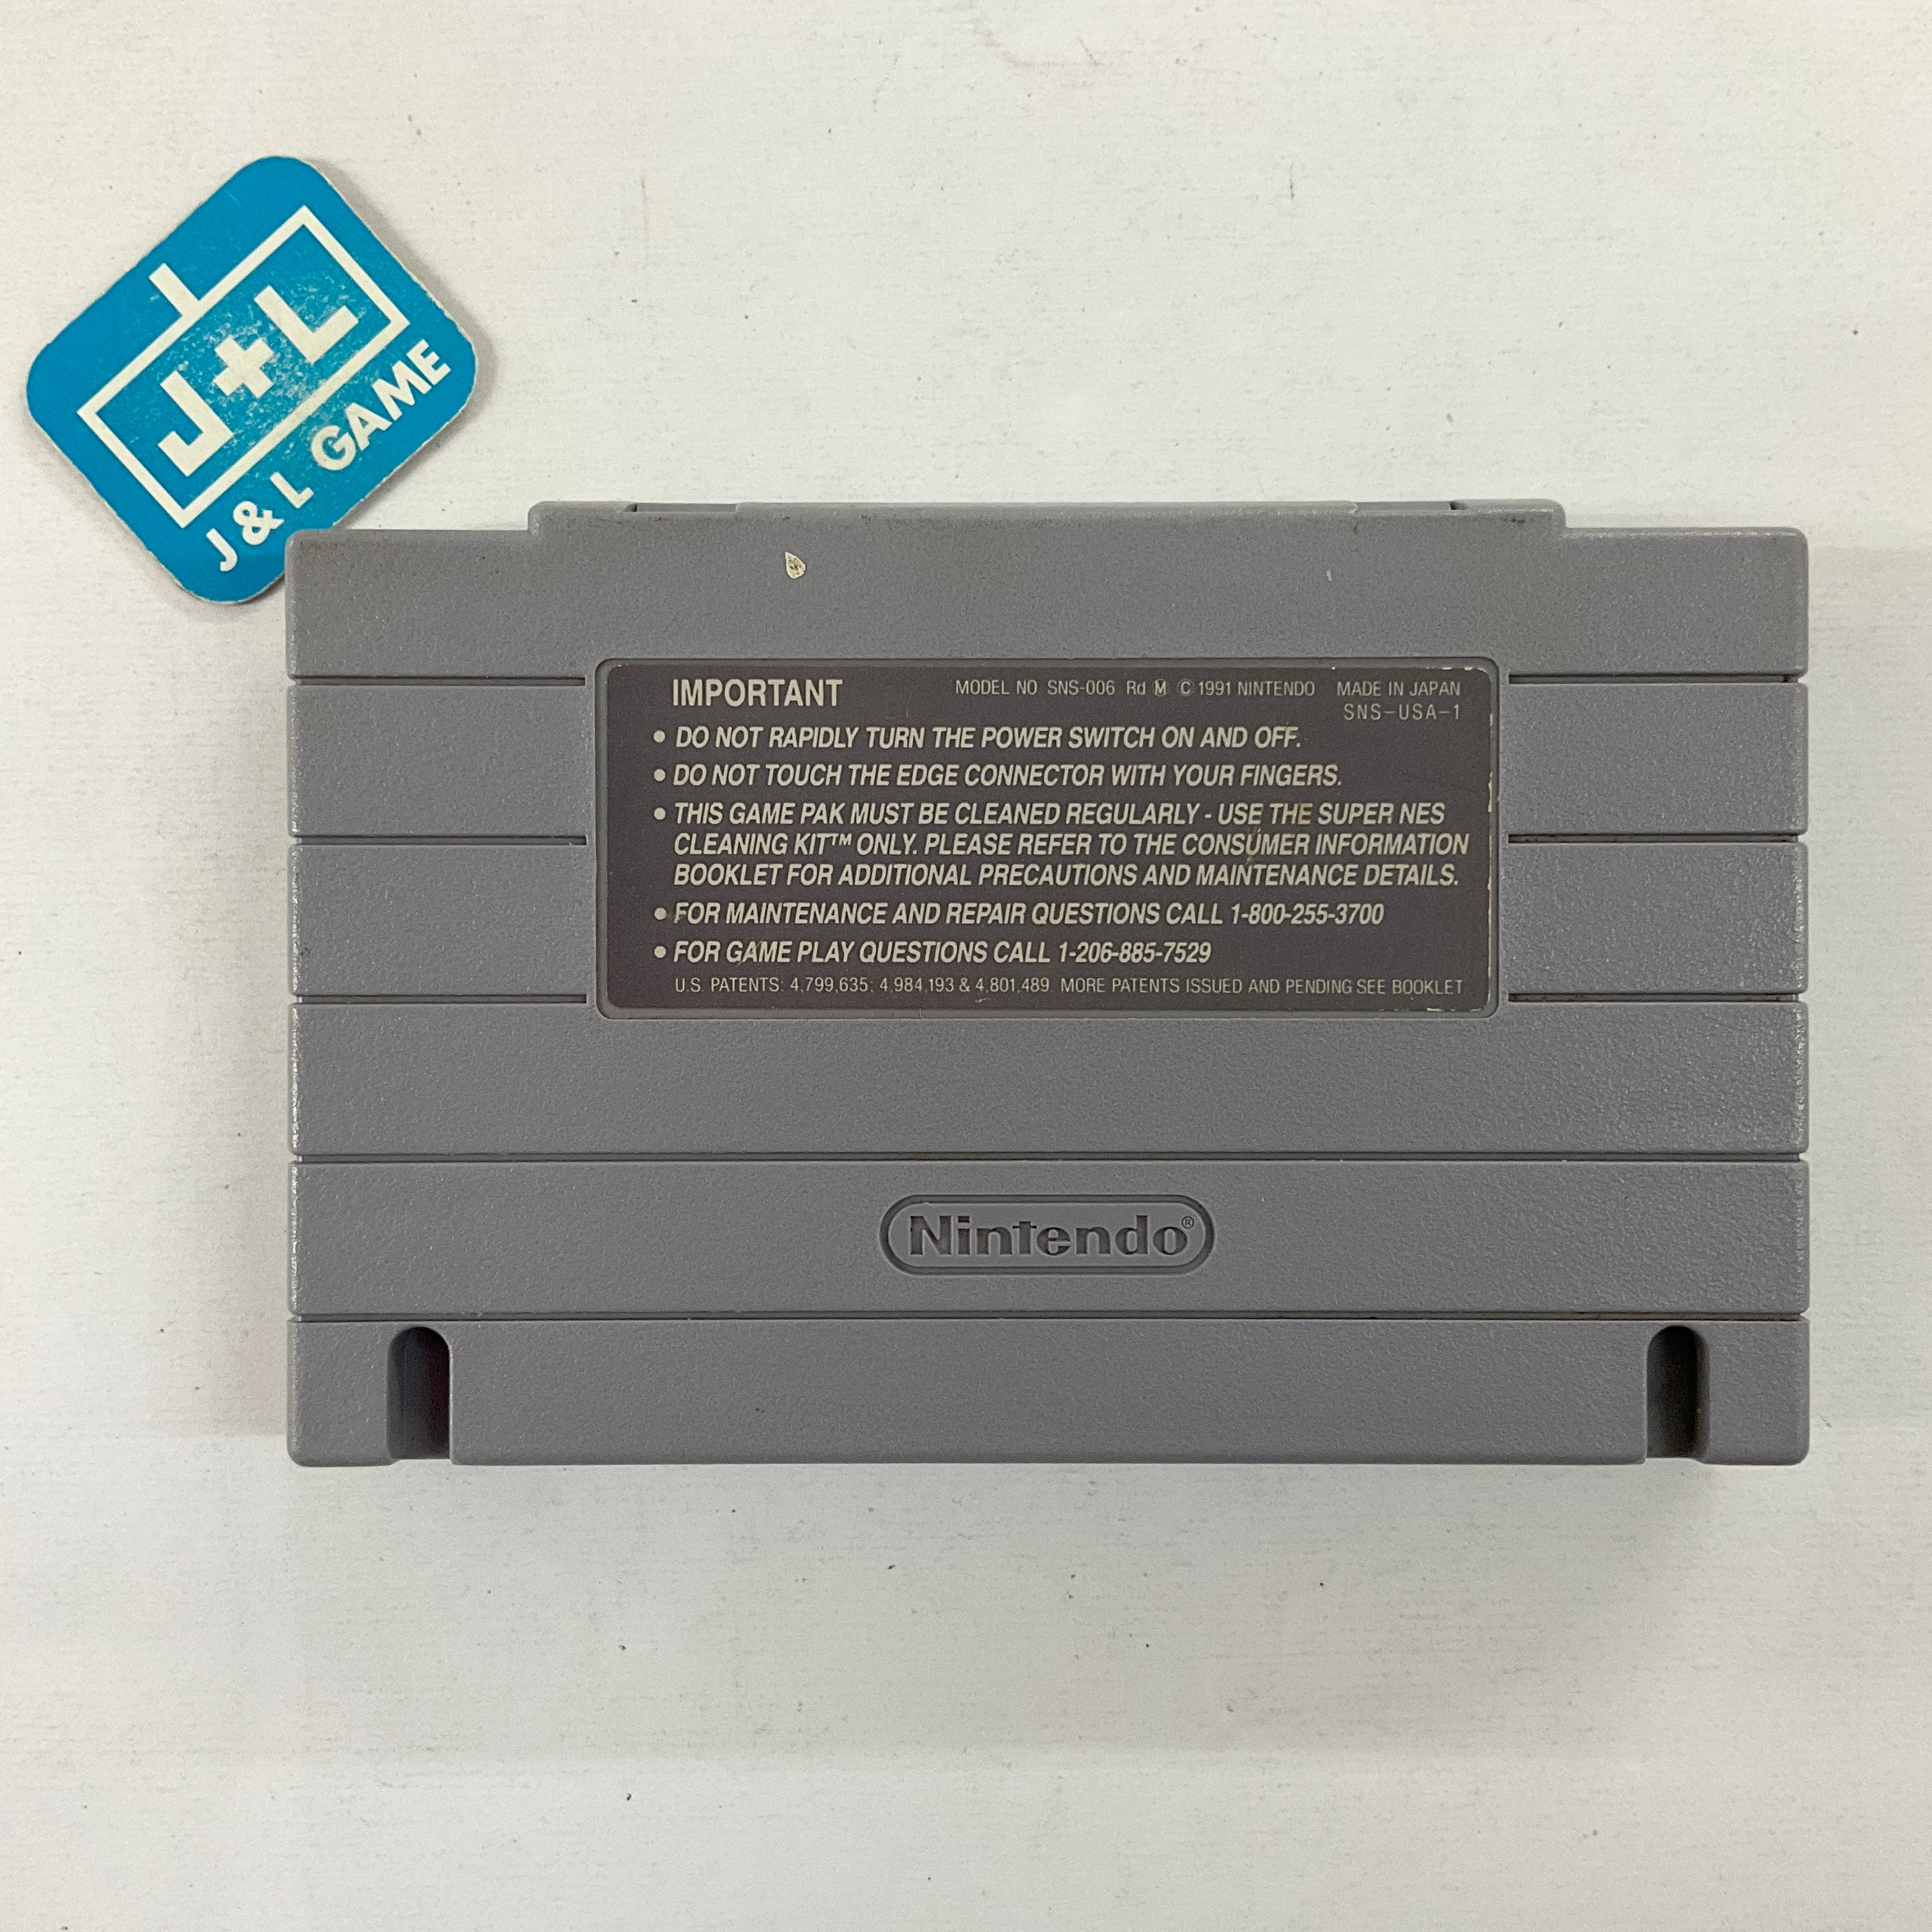 J+L
J & L GAME
IMPORTANT
MODEL NO SNS-006 Rd Ⓜ © 1991 NINTENDO MADE IN JAPAN
SNS-USA-1
• DO NOT RAPIDLY TURN THE POWER SWITCH ON AND OFF.
• DO NOT TOUCH THE EDGE CONNECTOR WITH YOUR FINGERS.
• THIS GAME PAK MUST BE CLEANED REGULARLY - USE THE SUPER NES
CLEANING KIT™ ONLY. PLEASE REFER TO THE CONSUMER INFORMATION
BOOKLET FOR ADDITIONAL PRECAUTIONS AND MAINTENANCE DETAILS.
• FOR MAINTENANCE AND REPAIR QUESTIONS CALL 1-800-255-3700
• FOR GAME PLAY QUESTIONS CALL 1-206-885-7529
U.S. PATENTS: 4,799,635; 4,984,193 & 4,801,489. MORE PATENTS ISSUED AND PENDING SEE BOOKLET
Nintendo®